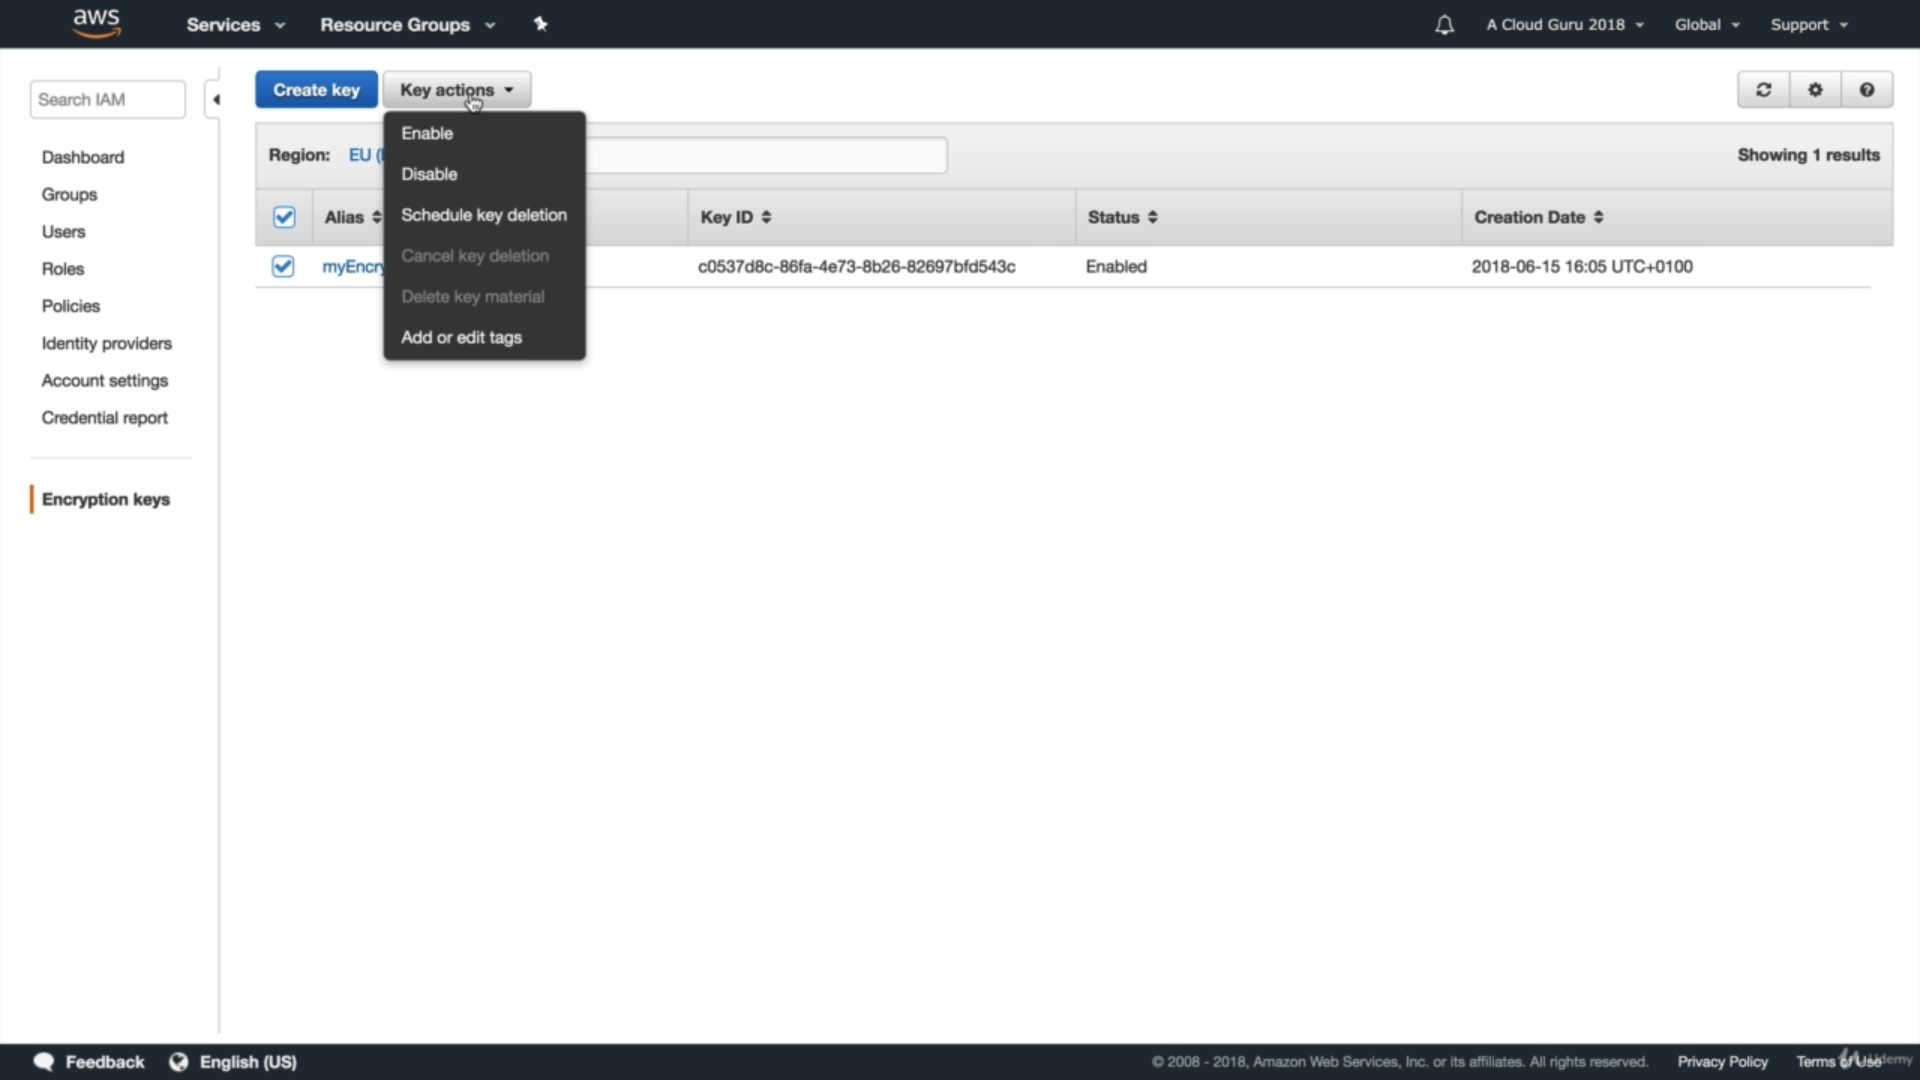 aws Services Resource Groups A Cloud Guru 2018 Global Support
Search IAM
Create key Key actions
Enable
Region: EU ( Showing 1 results
Dashboard
Disable
Groups
Alias Schedule key deletion Key ID Status Creation Date
Users
Cancel key deletion
Roles
myEncry c0537d8c-86fa-4e73-8b26-82697bfd543c Enabled 2018-06-15 16:05 UTC+0100
Delete key material
Policies
Add or edit tags
Identity providers
Account settings
Credential report
Encryption keys
Feedback English (US) © 2008 - 2018, Amazon Web Services, Inc. or its affiliates. All rights reserved. Privacy Policy Terms of Use